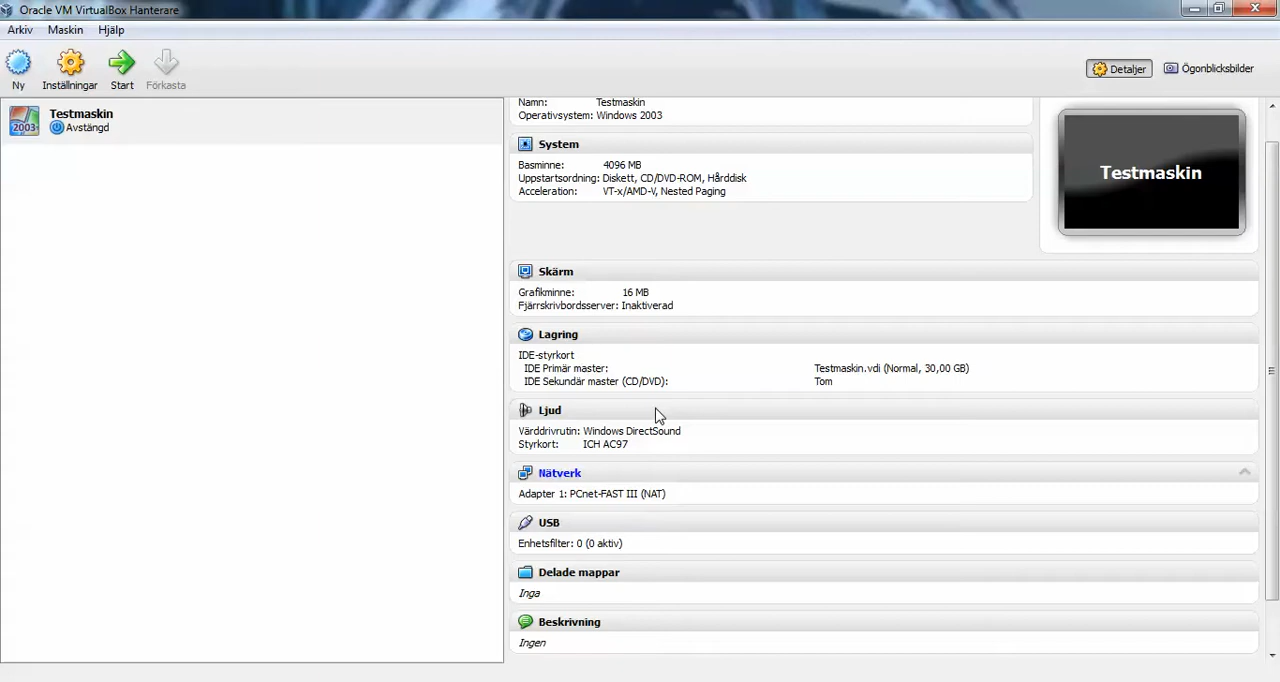 Oracle VM VirtualBox Hanterare
Arkiv Maskin Hjälp
Ny Inställningar Start Förkasta
Detaljer Ögonblicksbilder
2003
Testmaskin
Avstängd
Namn: Testmaskin
Operativsystem: Windows 2003
System
Basminne: 4096 MB
Uppstartsordning: Diskett, CD/DVD-ROM, Hårddisk
Acceleration: VT-x/AMD-V, Nested Paging
Testmaskin
Skärm
Grafikminne: 16 MB
Fjärrskrivbordsserver: Inaktiverad
Lagring
IDE-styrkort
IDE Primär master: Testmaskin.vdi (Normal, 30,00 GB)
IDE Sekundär master (CD/DVD): Tom
Ljud
Värddrivrutin: Windows DirectSound
Styrkort: ICH AC97
Nätverk
Adapter 1: PCnet-FAST III (NAT)
USB
Enhetsfilter: 0 (0 aktiv)
Delade mappar
Inga
Beskrivning
Ingen